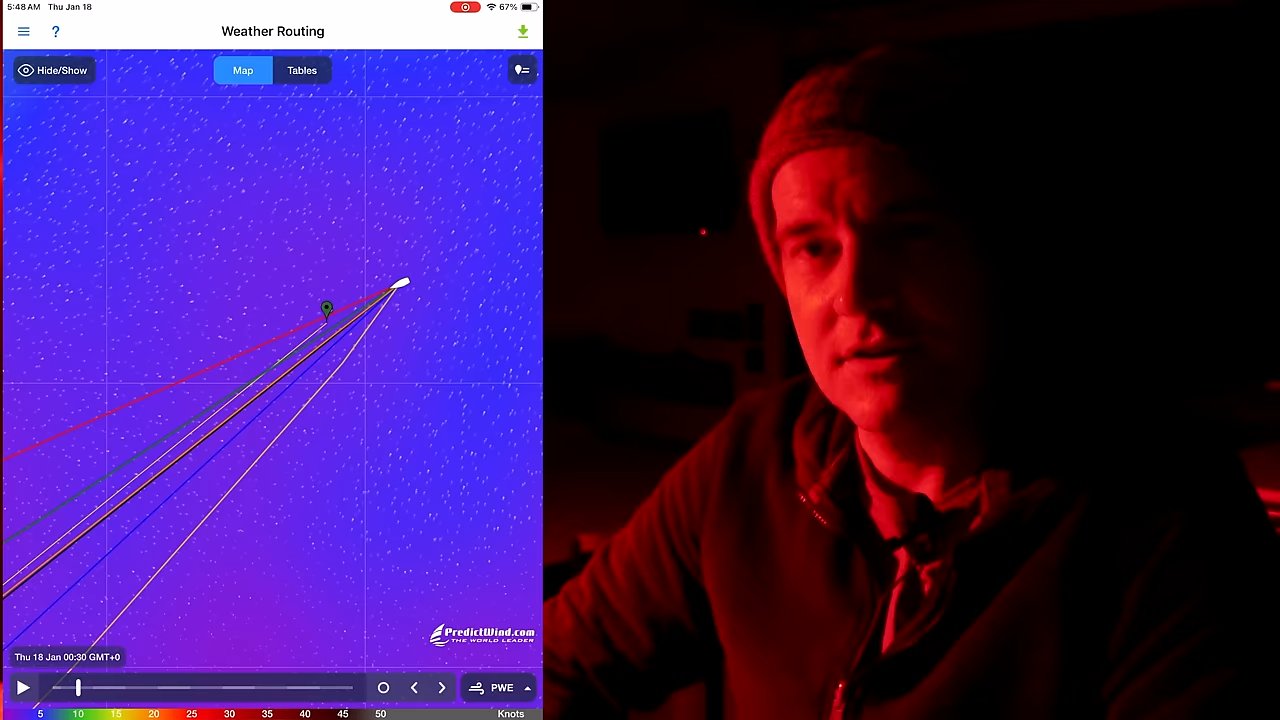 5:48 AM Thu Jan 18
67%
? Weather Routing
Hide/Show
Map Tables
PredictWind.com
THE WORLD LEADER
Thu 18 Jan 00:30 GMT+0
PWE
5 10 15 20 25 30 35 40 45 50 Knots